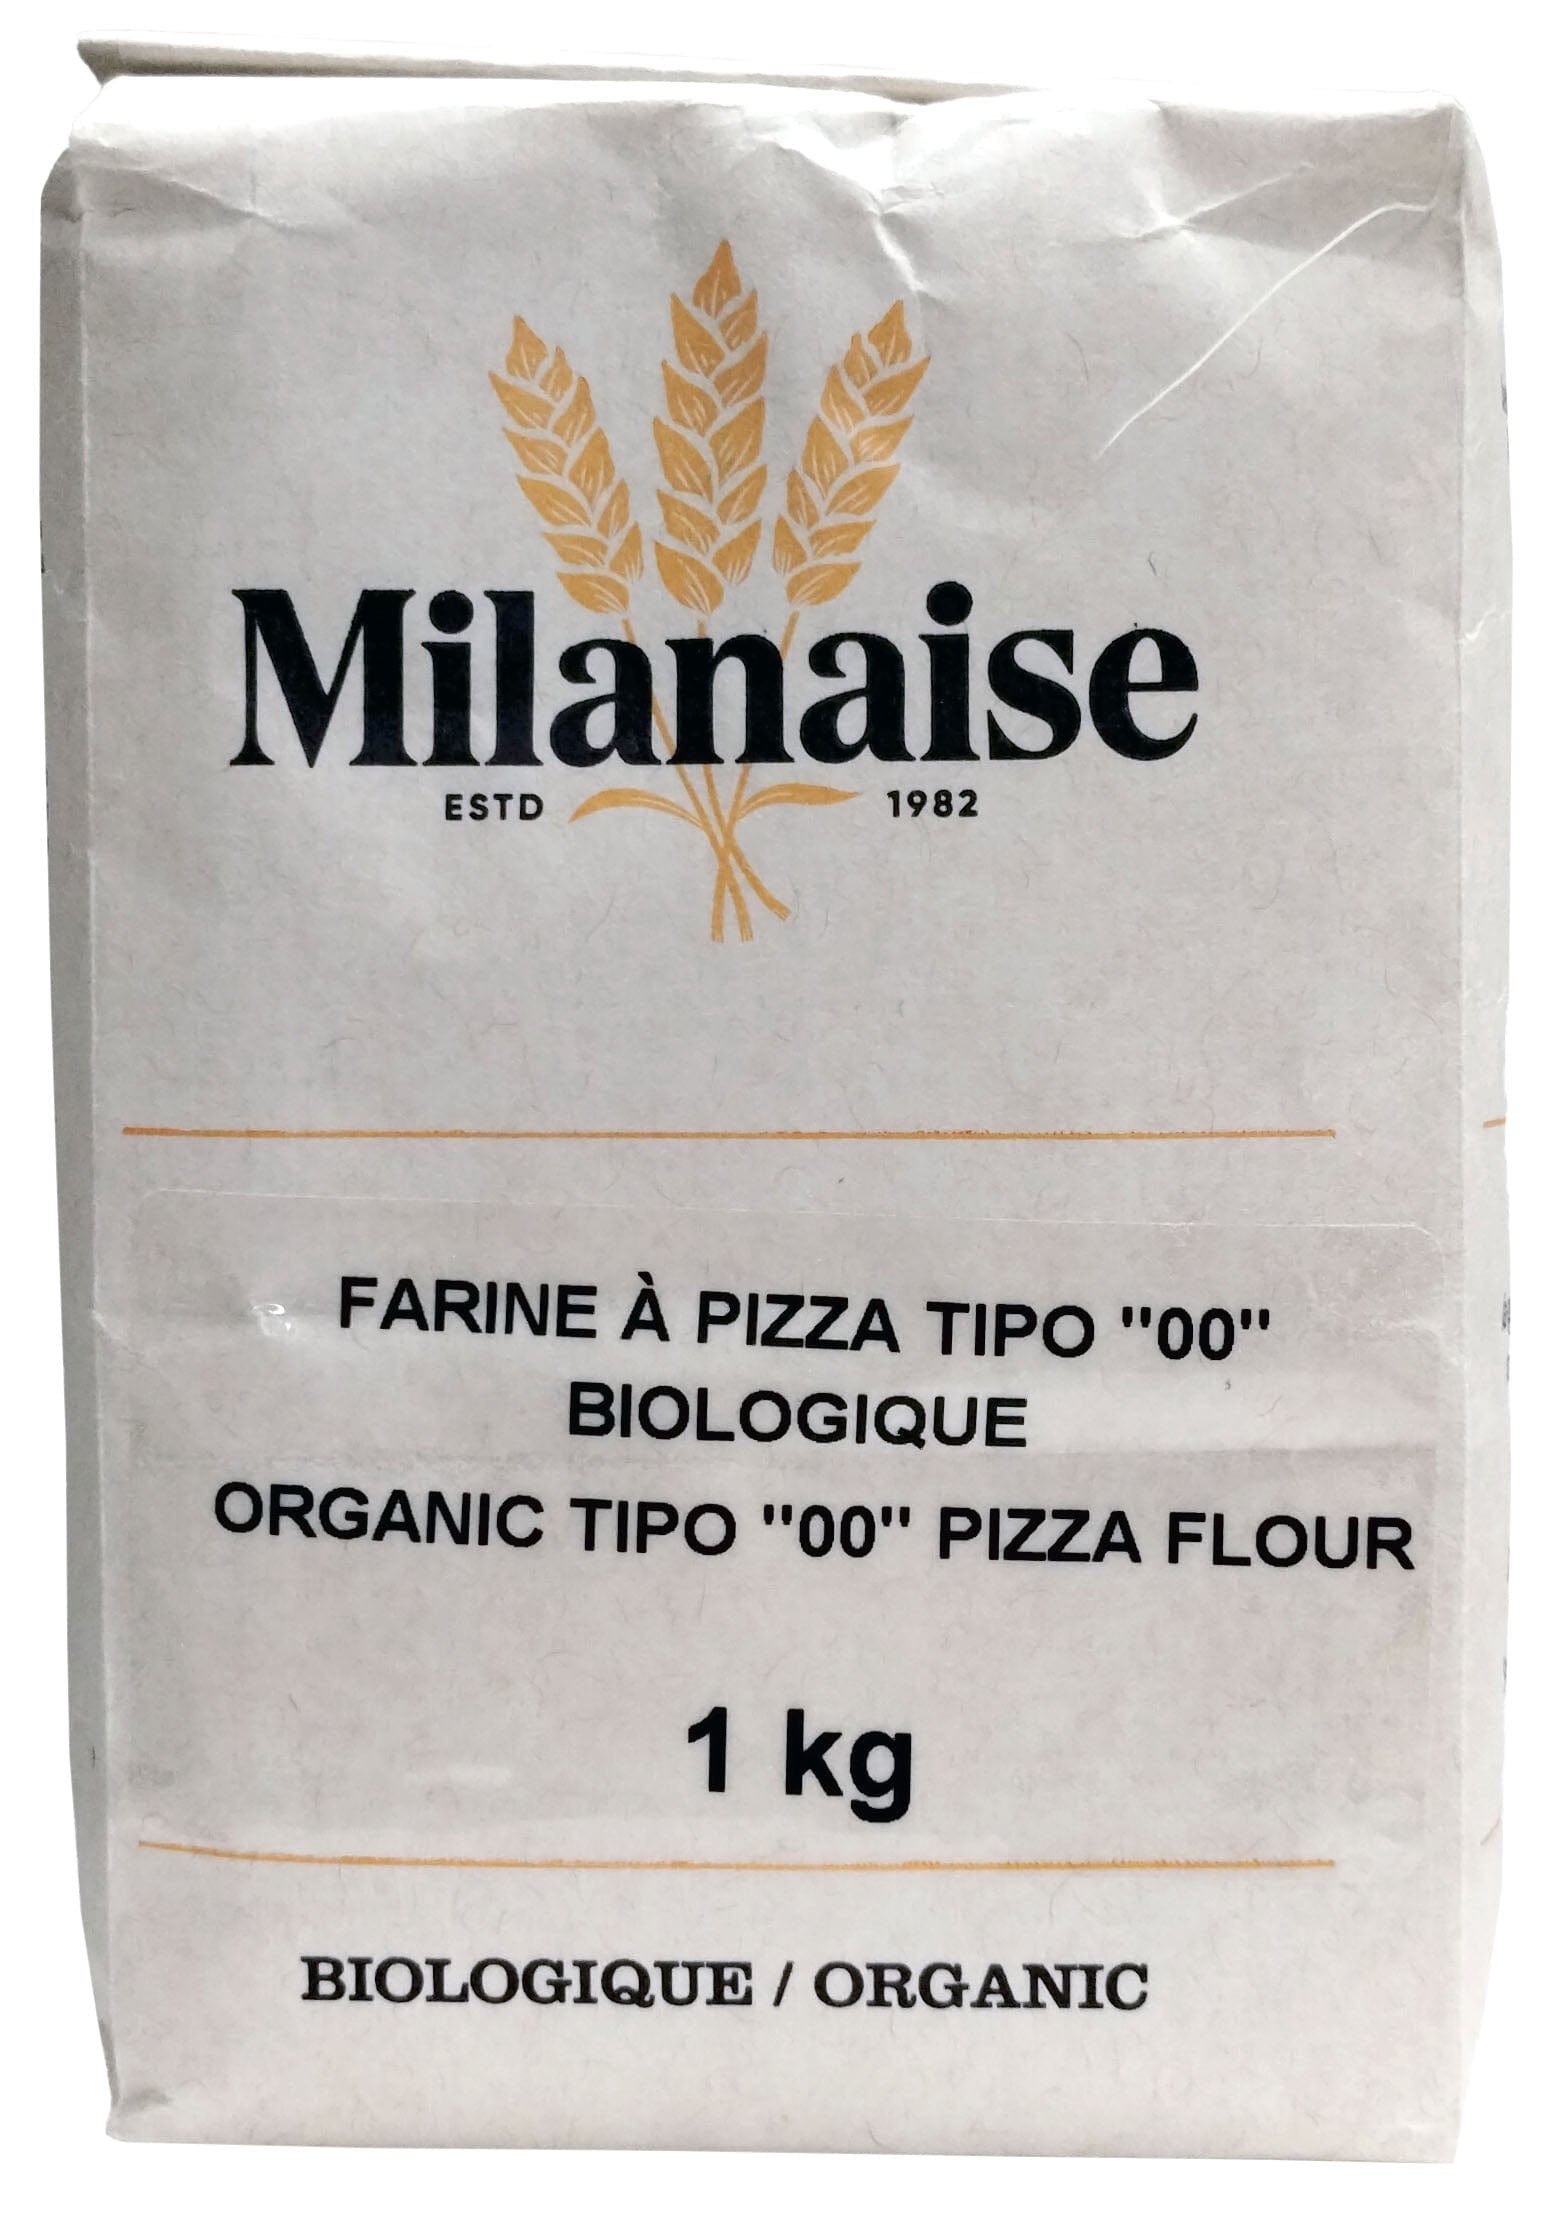 Milanaise
ESTD 1982
FARINE À PIZZA TIPO "00"
BIOLOGIQUE
ORGANIC TIPO "00" PIZZA FLOUR
1 kg
BIOLOGIQUE / ORGANIC